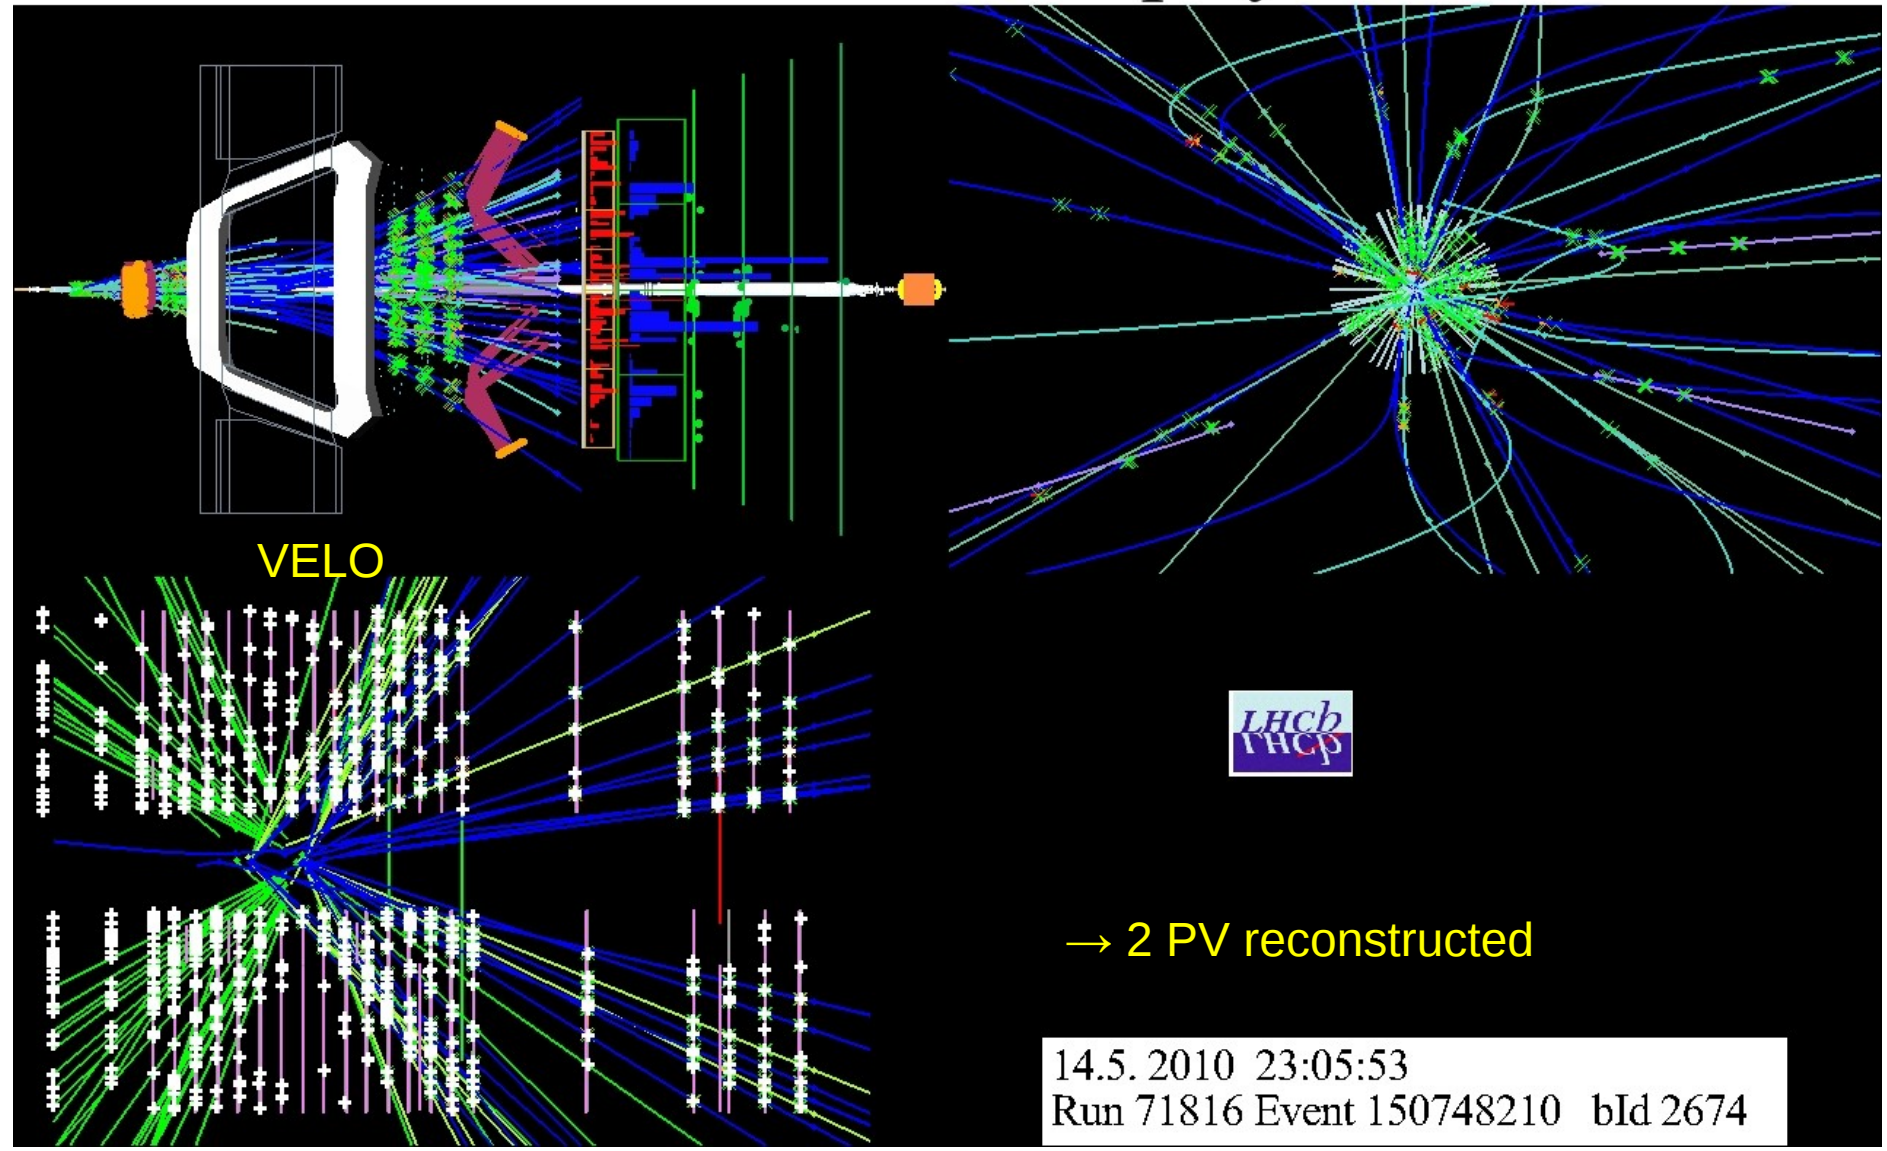 VELO
LHCb
→ 2 PV reconstructed
14.5. 2010 23:05:53
Run 71816 Event 150748210 bId 2674